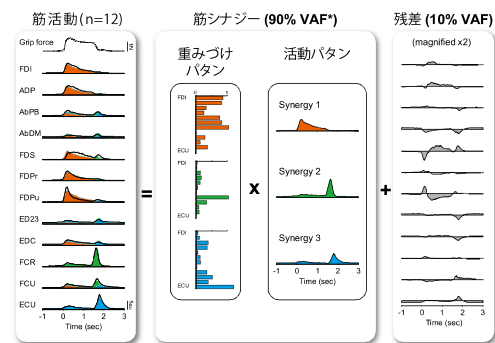 筋活動(n=12)
Grip force
FDI
ADP
AbPB
AbDM
FDS
FDPr
FDPu
ED23
EDC
FCR
FCU
ECU
-1 0 1 2 3
Time (sec)
=
筋シナジー (90% VAF*)
重みづけ
パタン
FDI
ECU
FDI
ECU
FDI
ECU
x
活動パタン
Synergy 1
Synergy 2
Synergy 3
-1 0 1 2 3
Time (sec)
+
残差 (10% VAF)
(magnified x2)
-1 0 1 2 3
Time (sec)